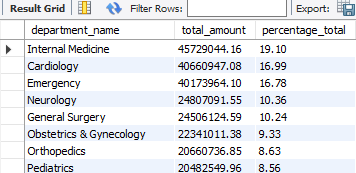 Result Grid Filter Rows: Export:
department_name total_amount percentage_total
Internal Medicine 45729044.16 19.10
Cardiology 40660947.08 16.99
Emergency 40173964.10 16.78
Neurology 24807091.55 10.36
General Surgery 24506124.59 10.24
Obstetrics & Gynecology 22341011.38 9.33
Orthopedics 20660736.85 8.63
Pediatrics 20482549.96 8.56